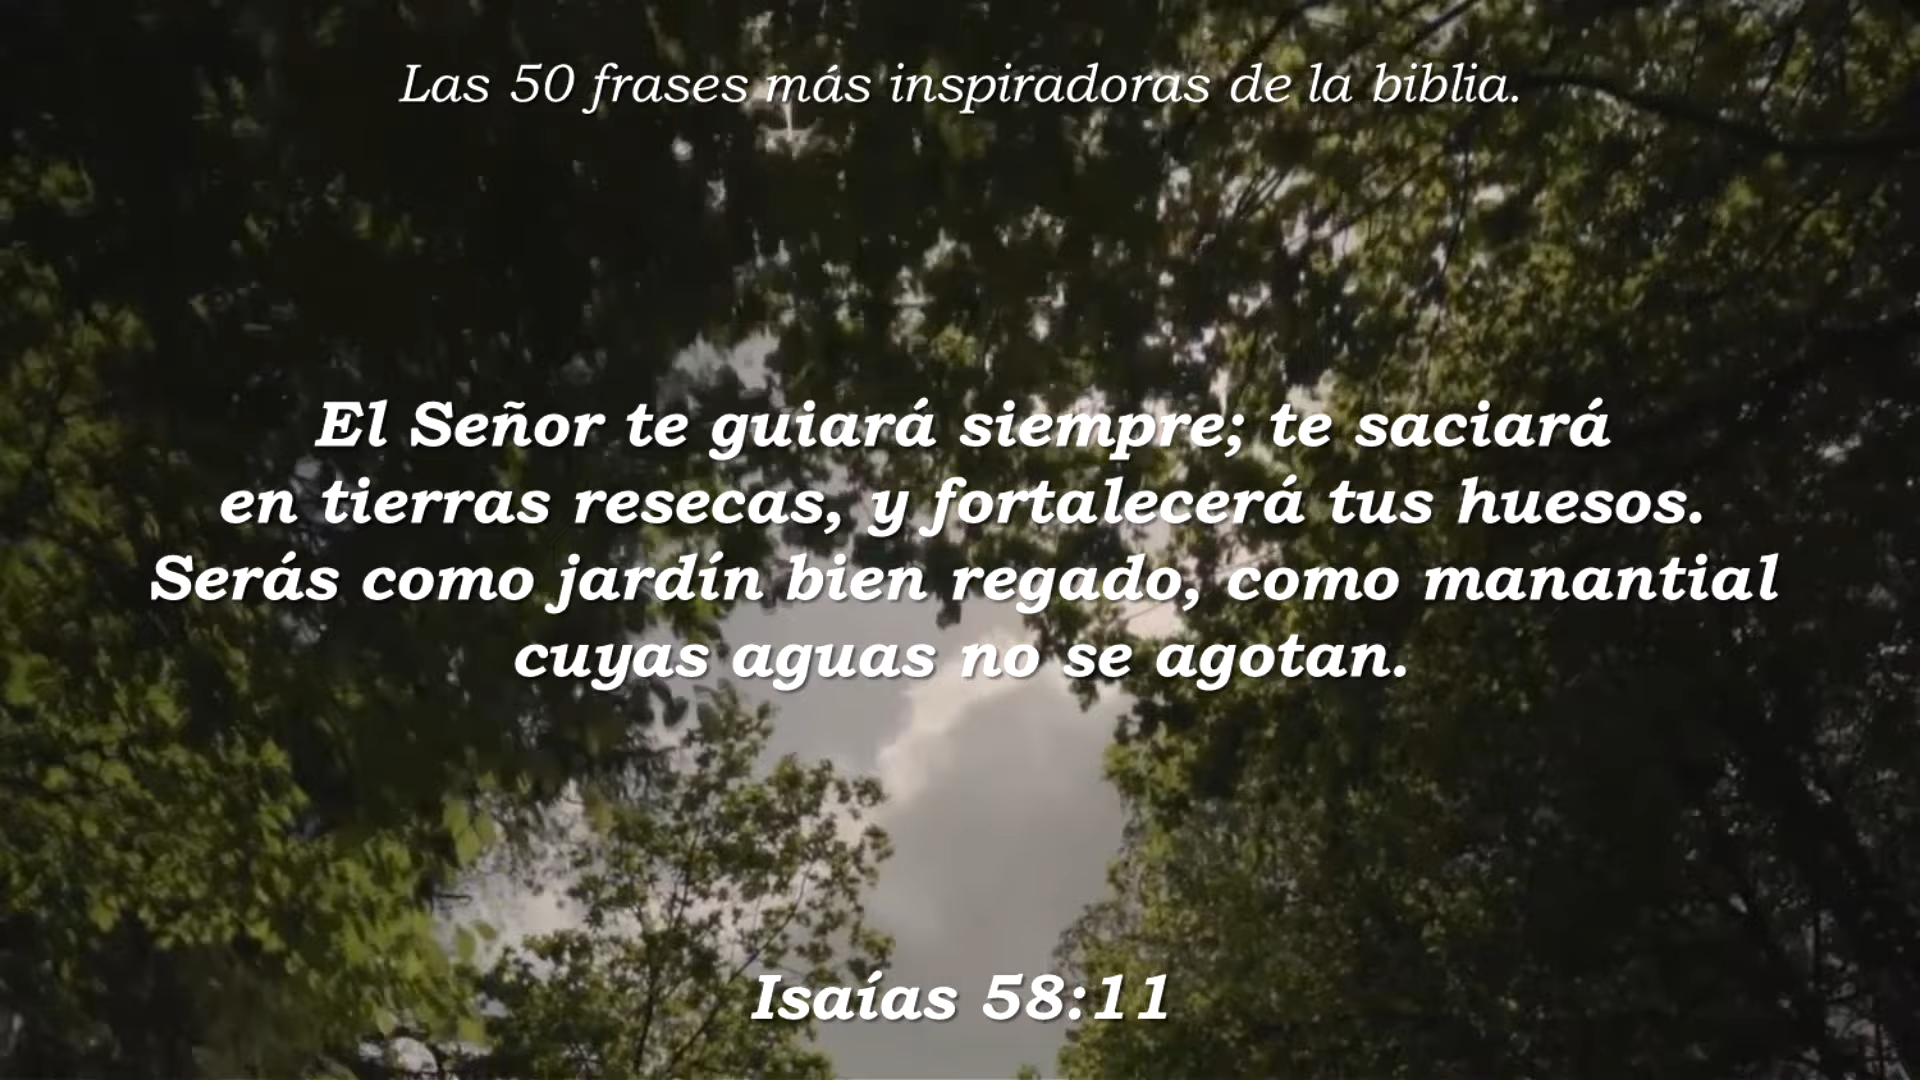 Las 50 frases más inspiradoras de la biblia.
El Señor te guiará siempre; te saciará
en tierras resecas, y fortalecerá tus huesos.
Serás como jardín bien regado, como manantial
cuyas aguas no se agotan.
Isaías 58:11